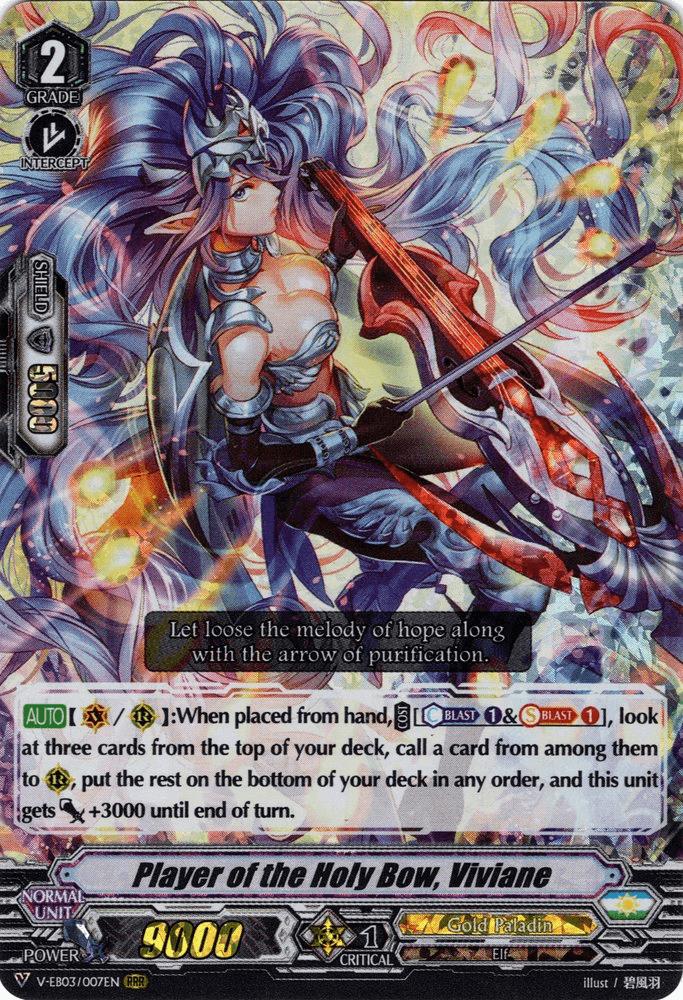 2
GRADE
INTERCEPT
SHIELD
5000
Let loose the melody of hope along
with the arrow of purification.
AUTO【 V / R 】:When placed from hand, COST [C BLAST 1 & S BLAST 1], look
at three cards from the top of your deck, call a card from among them
to R, put the rest on the bottom of your deck in any order, and this unit
gets +3000 until end of turn.
Player of the Holy Bow, Viviane
NORMAL
UNIT
POWER
9000
1
CRITICAL
Gold Paladin
Elf
V-EB03/007EN RRR
illust / 碧風羽